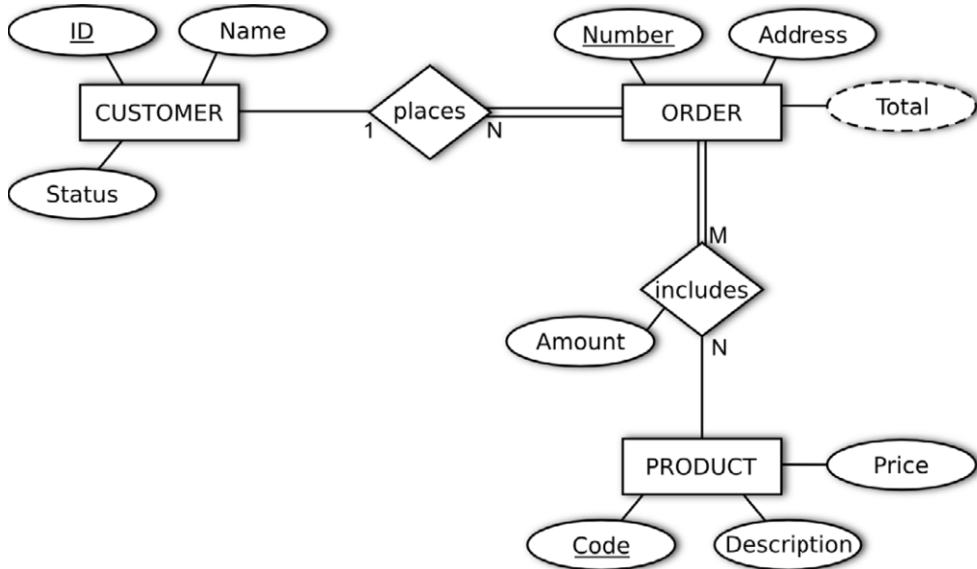 ID
Name
Number
Address
CUSTOMER
places
ORDER
Total
1
N
Status
M
includes
Amount
N
PRODUCT
Price
Code
Description